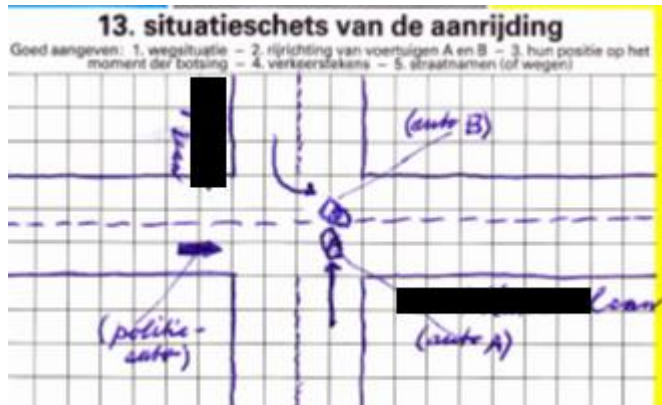 13. situatieschets van de aanrijding
Goed aangeven: 1. wegsituatie – 2. rijrichting van voertuigen A en B – 3. hun positie op het
moment der botsing – 4. verkeerstekens – 5. straatnamen (of wegen)
(auto B)
laan
(politie-
auto)
(auto A)